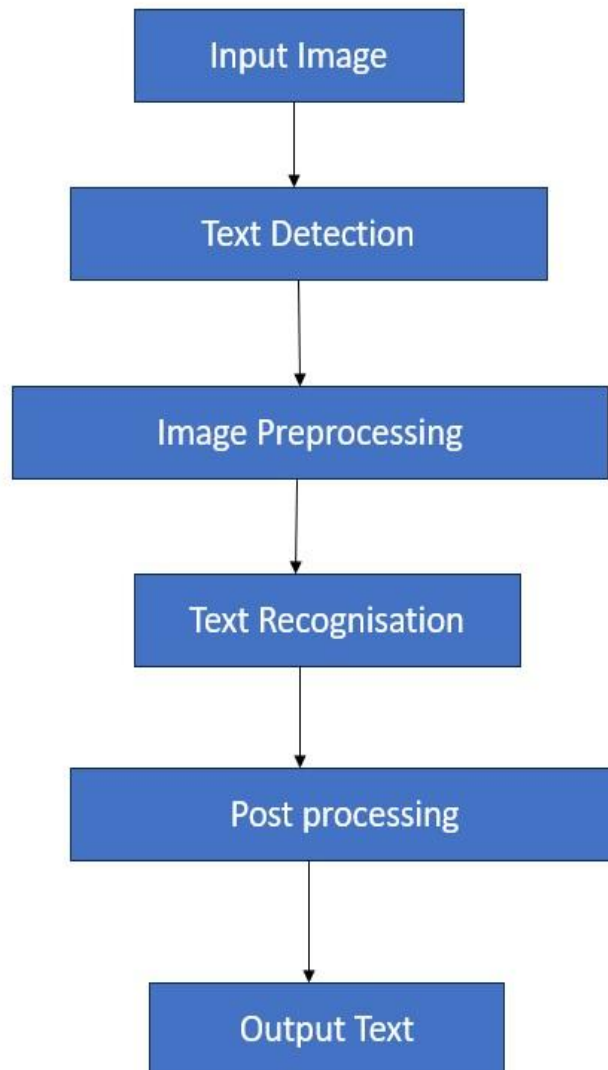 Input Image
Text Detection
Image Preprocessing
Text Recognisation
Post processing
Output Text